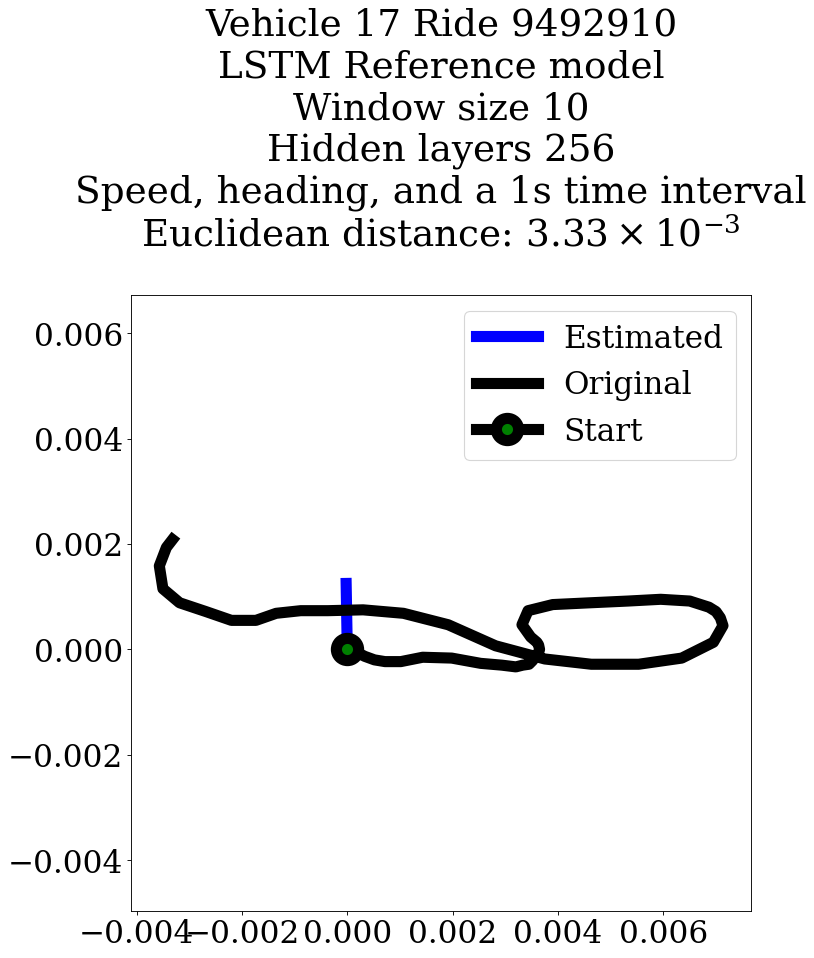 Vehicle 17 Ride 9492910
LSTM Reference model
Window size 10
Hidden layers 256
Speed, heading, and a 1s time interval
Euclidean distance: 3.33 × 10⁻³
Estimated
Original
Start
0.006
0.004
0.002
0.000
−0.002
−0.004
−0.004 −0.002 0.000 0.002 0.004 0.006